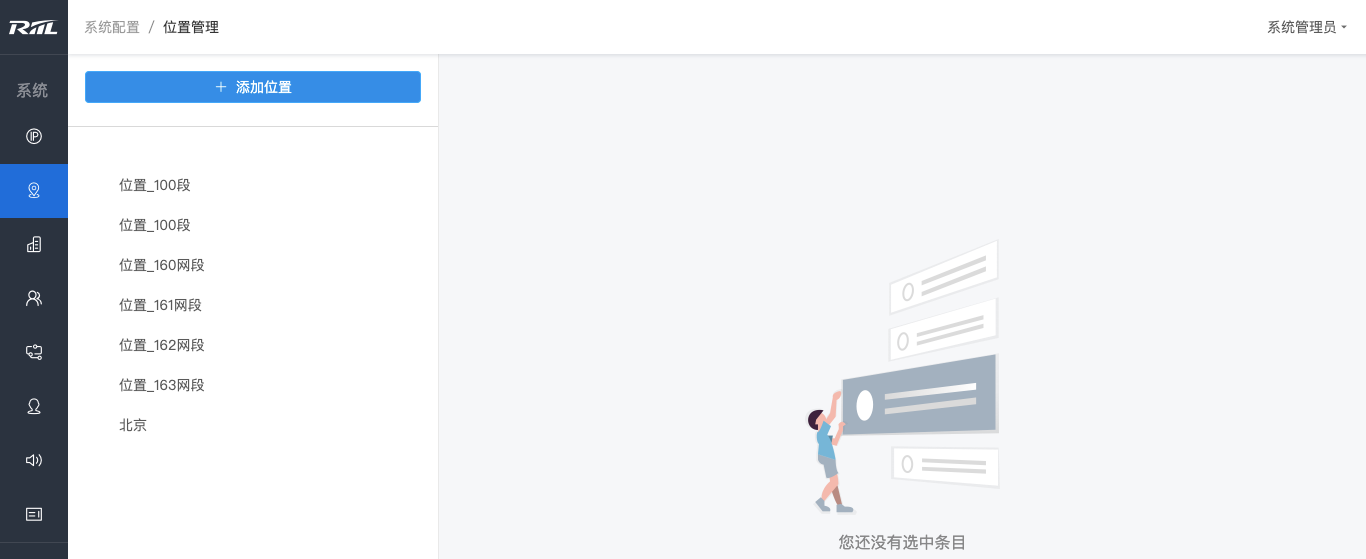 RIIL
系统配置 / 位置管理
系统管理员
系统
+ 添加位置
位置_100段
位置_100段
位置_160网段
位置_161网段
位置_162网段
位置_163网段
北京
您还没有选中条目